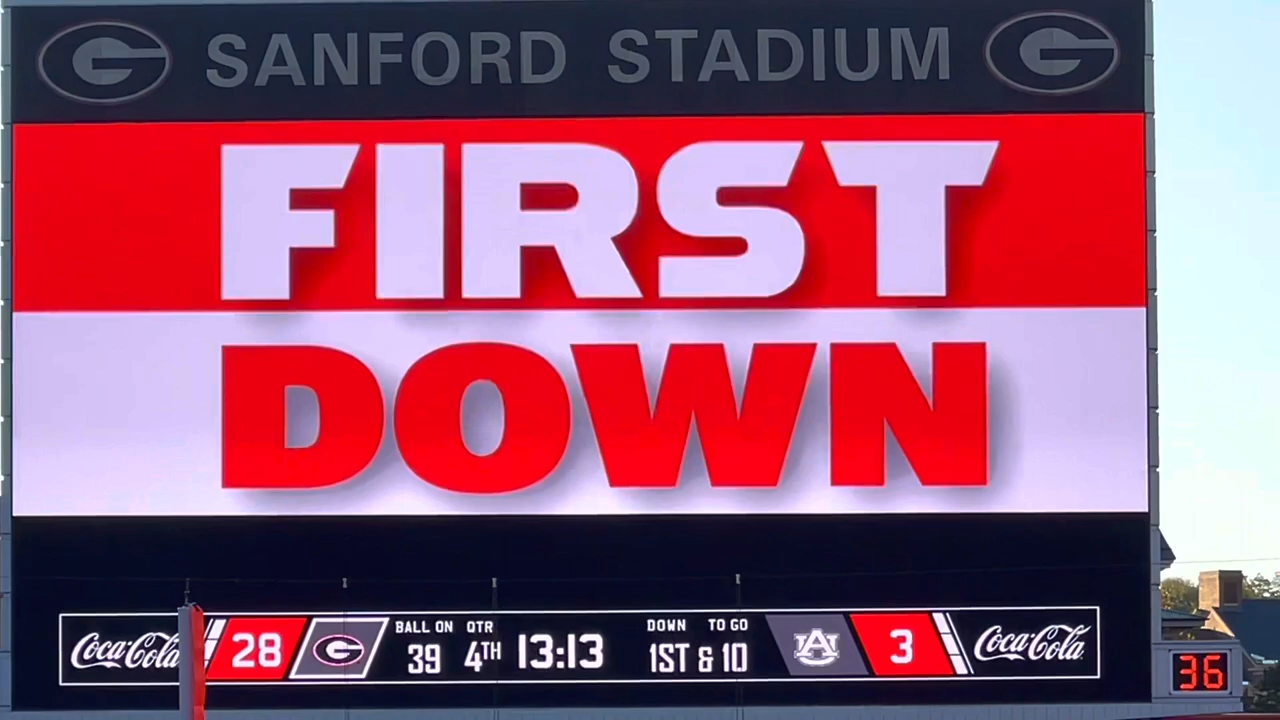 G SANFORD STADIUM G
FIRST
DOWN
BALL ON QTR DOWN TO GO
Coca-Cola 28 G 39 4TH 13:13 1ST & 10 AU 3 Coca-Cola
36